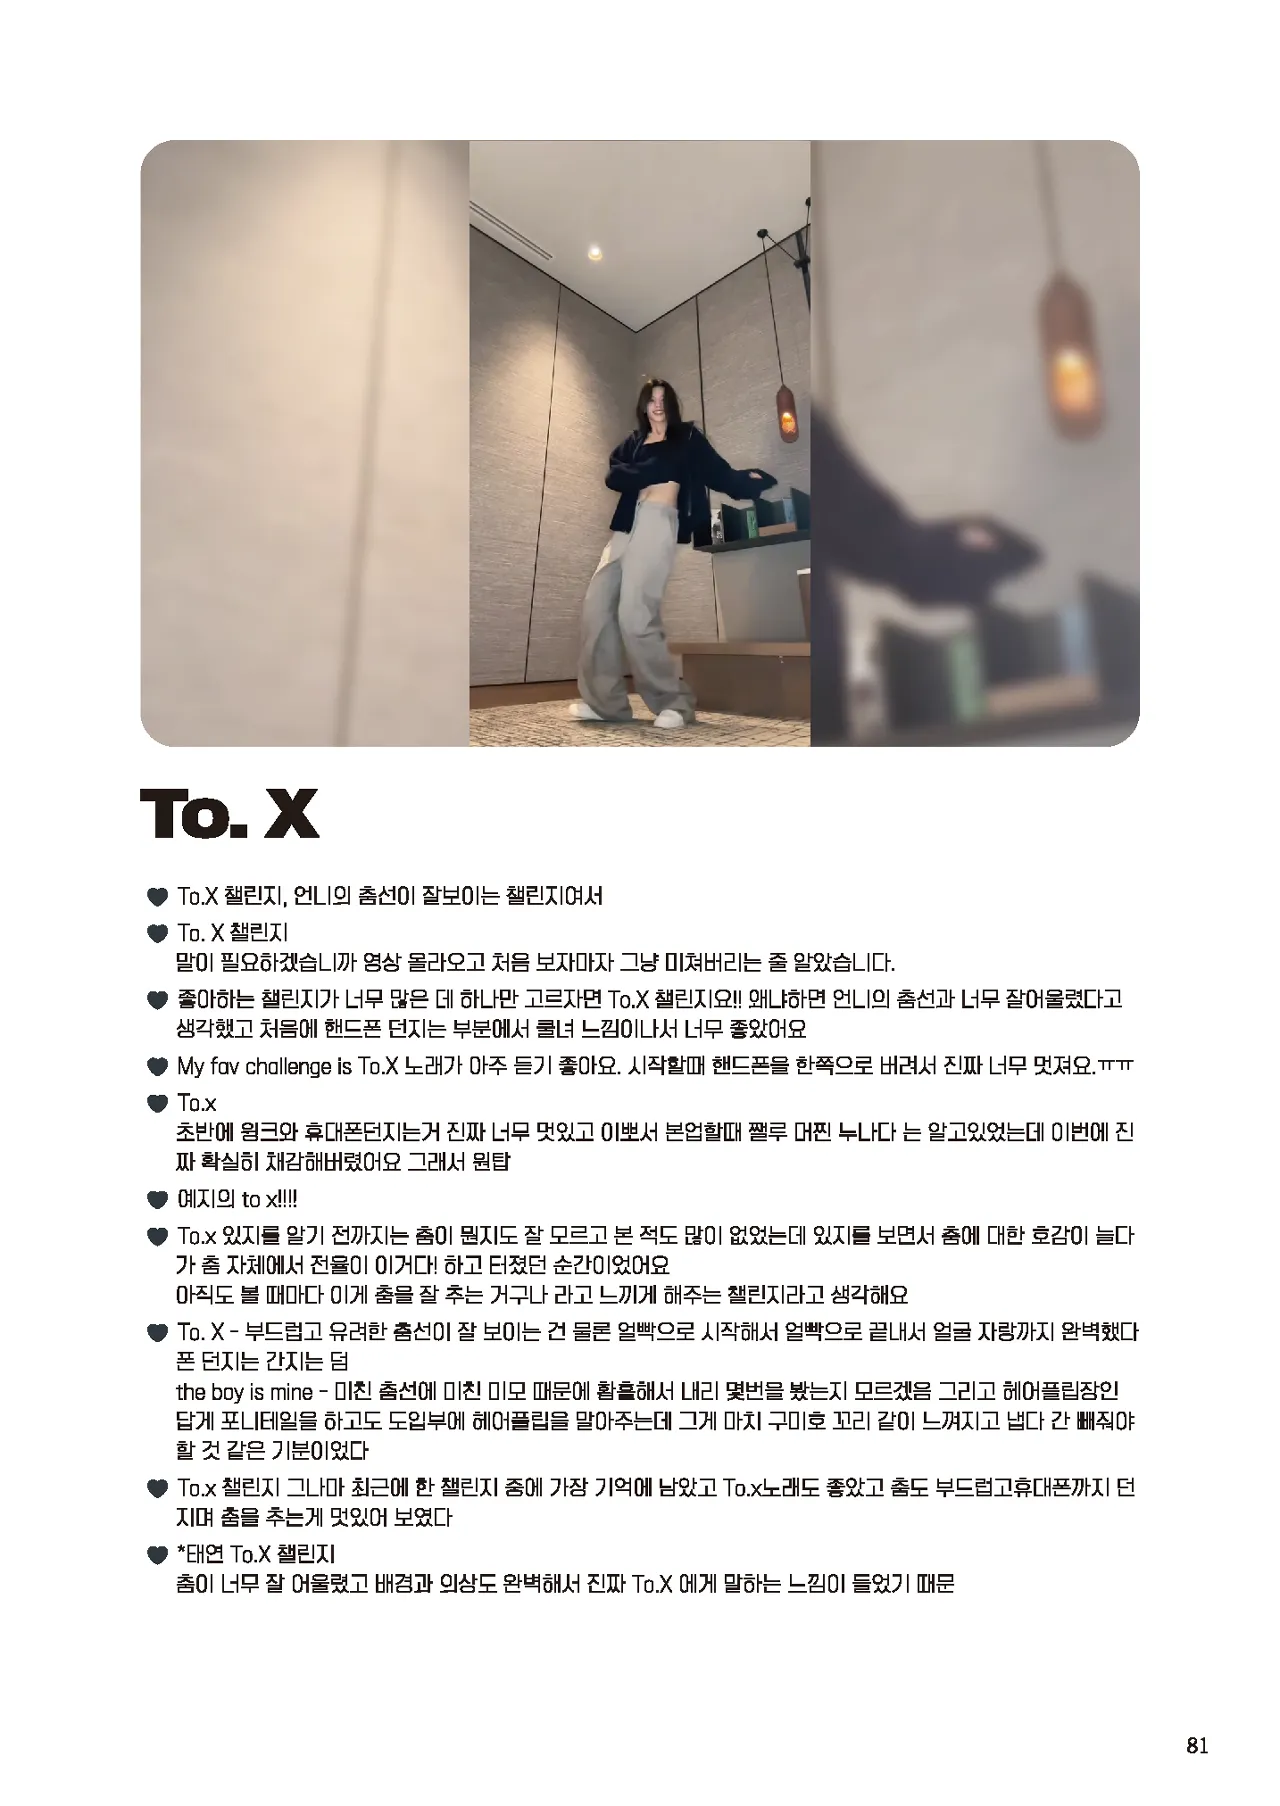 To. X
To.X 챌린지, 언니의 춤선이 잘보이는 챌린지여서
To. X 챌린지
말이 필요하겠습니까 영상 올라오고 처음 보자마자 그냥 미쳐버리는 줄 알았습니다.
좋아하는 챌린지가 너무 많은 데 하나만 고르자면 To.X 챌린지요!! 왜냐하면 언니의 춤선과 너무 잘어울렸다고
생각했고 처음에 핸드폰 던지는 부분에서 쿨녀 느낌이나서 너무 좋았어요
My fav challenge is To.X 노래가 아주 듣기 좋아요. 시작할때 핸드폰을 한쪽으로 버려서 진짜 너무 멋져요.ㅠㅠ
To.x
초반에 윙크와 휴대폰던지는거 진짜 너무 멋있고 이뽀서 본업할때 쨀루 머찐 누나다 는 알고있었는데 이번에 진
짜 확실히 채감해버렸어요 그래서 원탑
예지의 to x!!!!
To.x 있지를 알기 전까지는 춤이 뭔지도 잘 모르고 본 적도 많이 없었는데 있지를 보면서 춤에 대한 호감이 늘다
가 춤 자체에서 전율이 이거다! 하고 터졌던 순간이었어요
아직도 볼 때마다 이게 춤을 잘 추는 거구나 라고 느끼게 해주는 챌린지라고 생각해요
To. X - 부드럽고 유려한 춤선이 잘 보이는 건 물론 얼빡으로 시작해서 얼빡으로 끝내서 얼굴 자랑까지 완벽했다
폰 던지는 간지는 덤
the boy is mine - 미친 춤선에 미친 미모 때문에 황홀해서 내리 몇번을 봤는지 모르겠음 그리고 헤어플립장인
답게 포니테일을 하고도 도입부에 헤어플립을 말아주는데 그게 마치 구미호 꼬리 같이 느껴지고 냅다 간 빼줘야
할 것 같은 기분이었다
To.x 챌린지 그나마 최근에 한 챌린지 중에 가장 기억에 남았고 To.x노래도 좋았고 춤도 부드럽고휴대폰까지 던
지며 춤을 추는게 멋있어 보였다
*태연 To.X 챌린지
춤이 너무 잘 어울렸고 배경과 의상도 완벽해서 진짜 To.X 에게 말하는 느낌이 들었기 때문
81